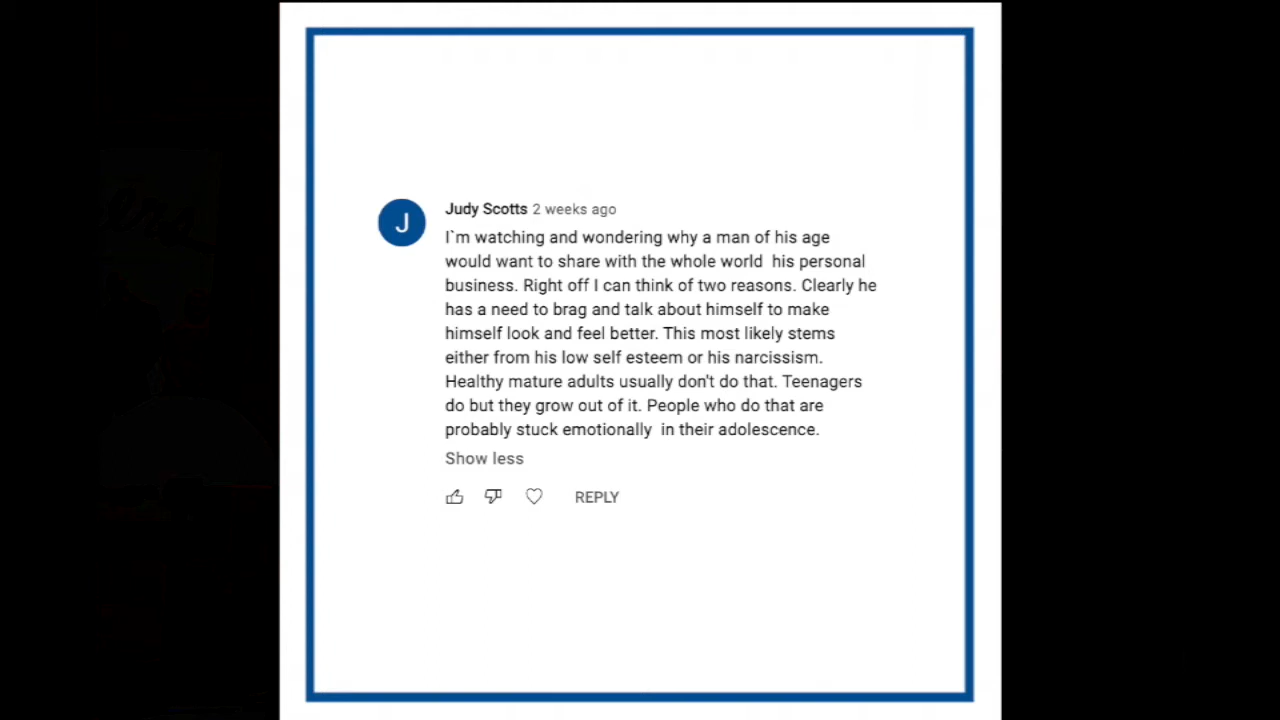 J
Judy Scotts 2 weeks ago
I`m watching and wondering why a man of his age
would want to share with the whole world  his personal
business. Right off I can think of two reasons. Clearly he
has a need to brag and talk about himself to make
himself look and feel better. This most likely stems
either from his low self esteem or his narcissism.
Healthy mature adults usually don't do that. Teenagers
do but they grow out of it. People who do that are
probably stuck emotionally  in their adolescence.
Show less
REPLY